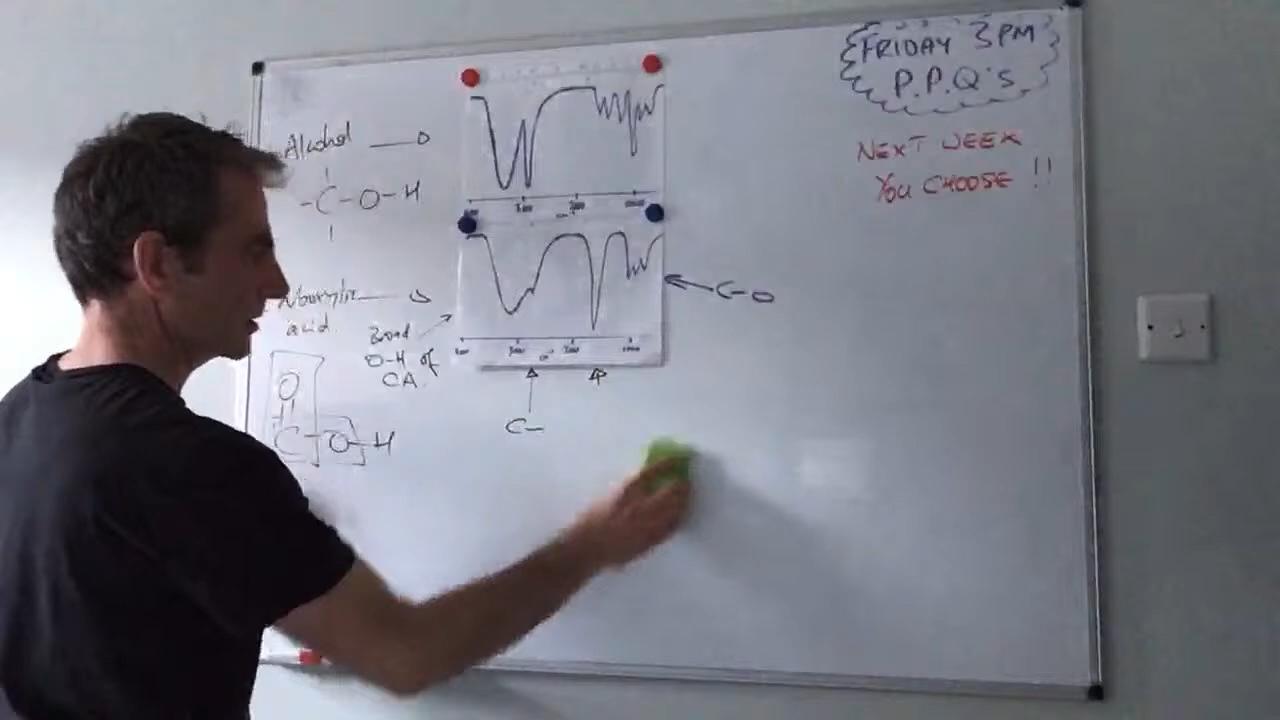 FRIDAY 3PM
P.P.Q'S
NEXT WEEK
YOU CHOOSE !!
Alcohol
-C-O-H
acid
Broad
O-H of
CA.
O
C-O-H
C-O
C-